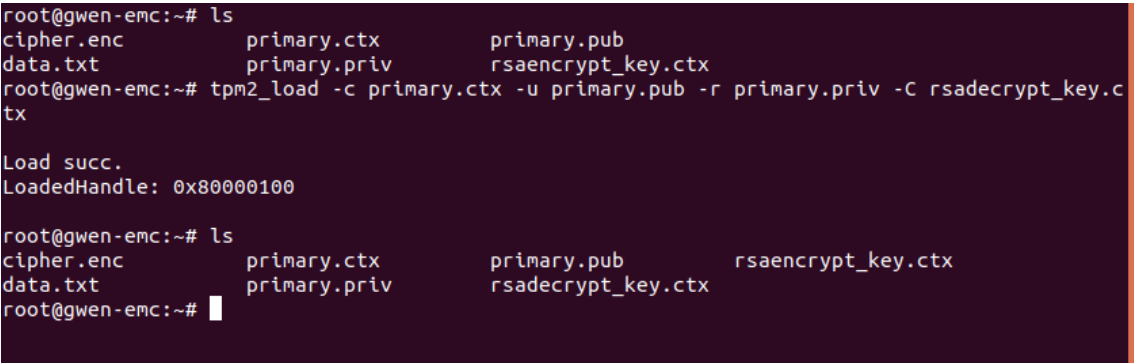 root@gwen-emc:~# ls
cipher.enc primary.ctx primary.pub
data.txt primary.priv rsaencrypt_key.ctx
root@gwen-emc:~# tpm2_load -c primary.ctx -u primary.pub -r primary.priv -C rsadecrypt_key.c
tx
Load succ.
LoadedHandle: 0x80000100
root@gwen-emc:~# ls
cipher.enc primary.ctx primary.pub rsaencrypt_key.ctx
data.txt primary.priv rsadecrypt_key.ctx
root@gwen-emc:~#